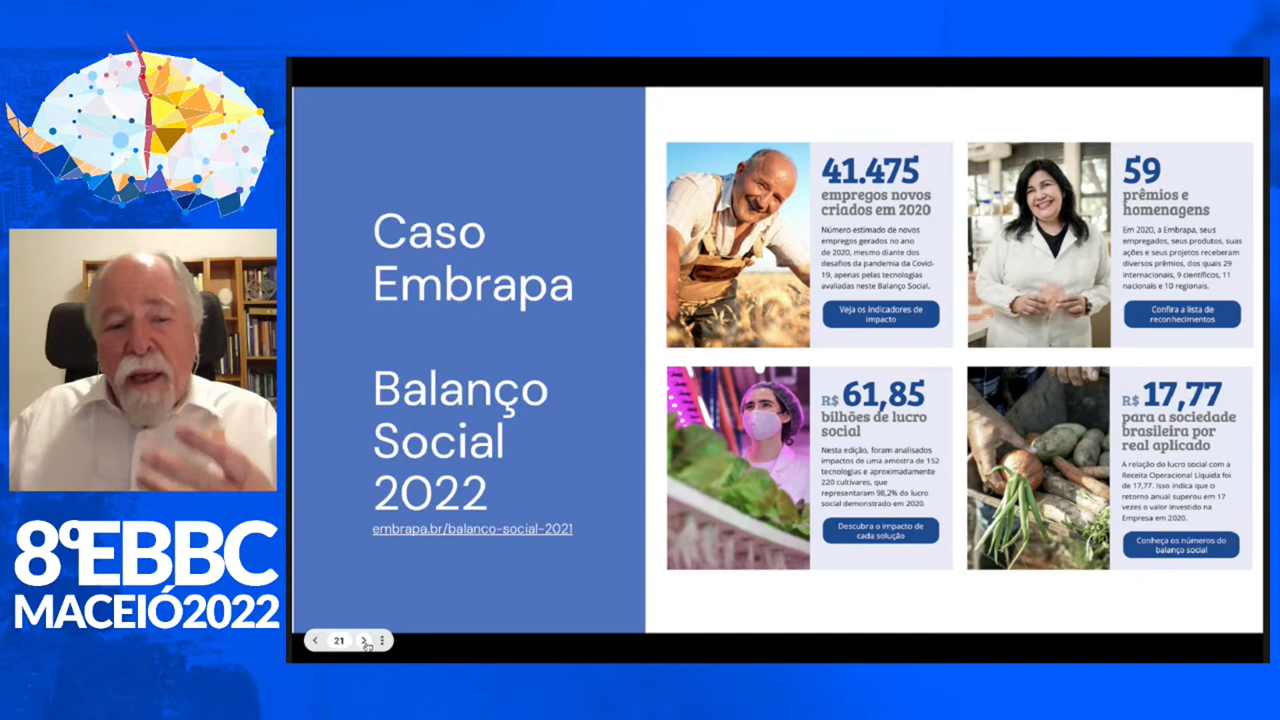 8ºEBBC
MACEIÓ2022
Caso
Embrapa
Balanço
Social
2022
embrapa.br/balanco-social-2021
41.475
empregos novos
criados em 2020
Número estimado de novos
empregos gerados no ano
de 2020, mesmo diante dos
desafios da pandemia da Covid-
19, apenas pelas tecnologias
avaliadas neste Balanço Social.
Veja os indicadores de
impacto
59
prêmios e
homenagens
Em 2020, a Embrapa, seus
empregados, seus produtos, suas
ações e seus projetos receberam
diversos prêmios, dos quais 29
internacionais, 9 científicos, 11
nacionais e 10 regionais.
Confira a lista de
reconhecimentos
R$ 61,85
bilhões de lucro
social
Nesta edição, foram analisados
impactos de uma amostra de 152
tecnologias e aproximadamente
220 cultivares, que
representaram 98,2% do lucro
social demonstrado em 2020.
Descubra o impacto de
cada solução
R$ 17,77
para a sociedade
brasileira por
real aplicado
A relação do lucro social com a
Receita Operacional Líquida foi
de 17,77. Isso indica que o
retorno anual superou em 17
vezes o valor investido na
Empresa em 2020.
Conheça os números do
balanço social
21